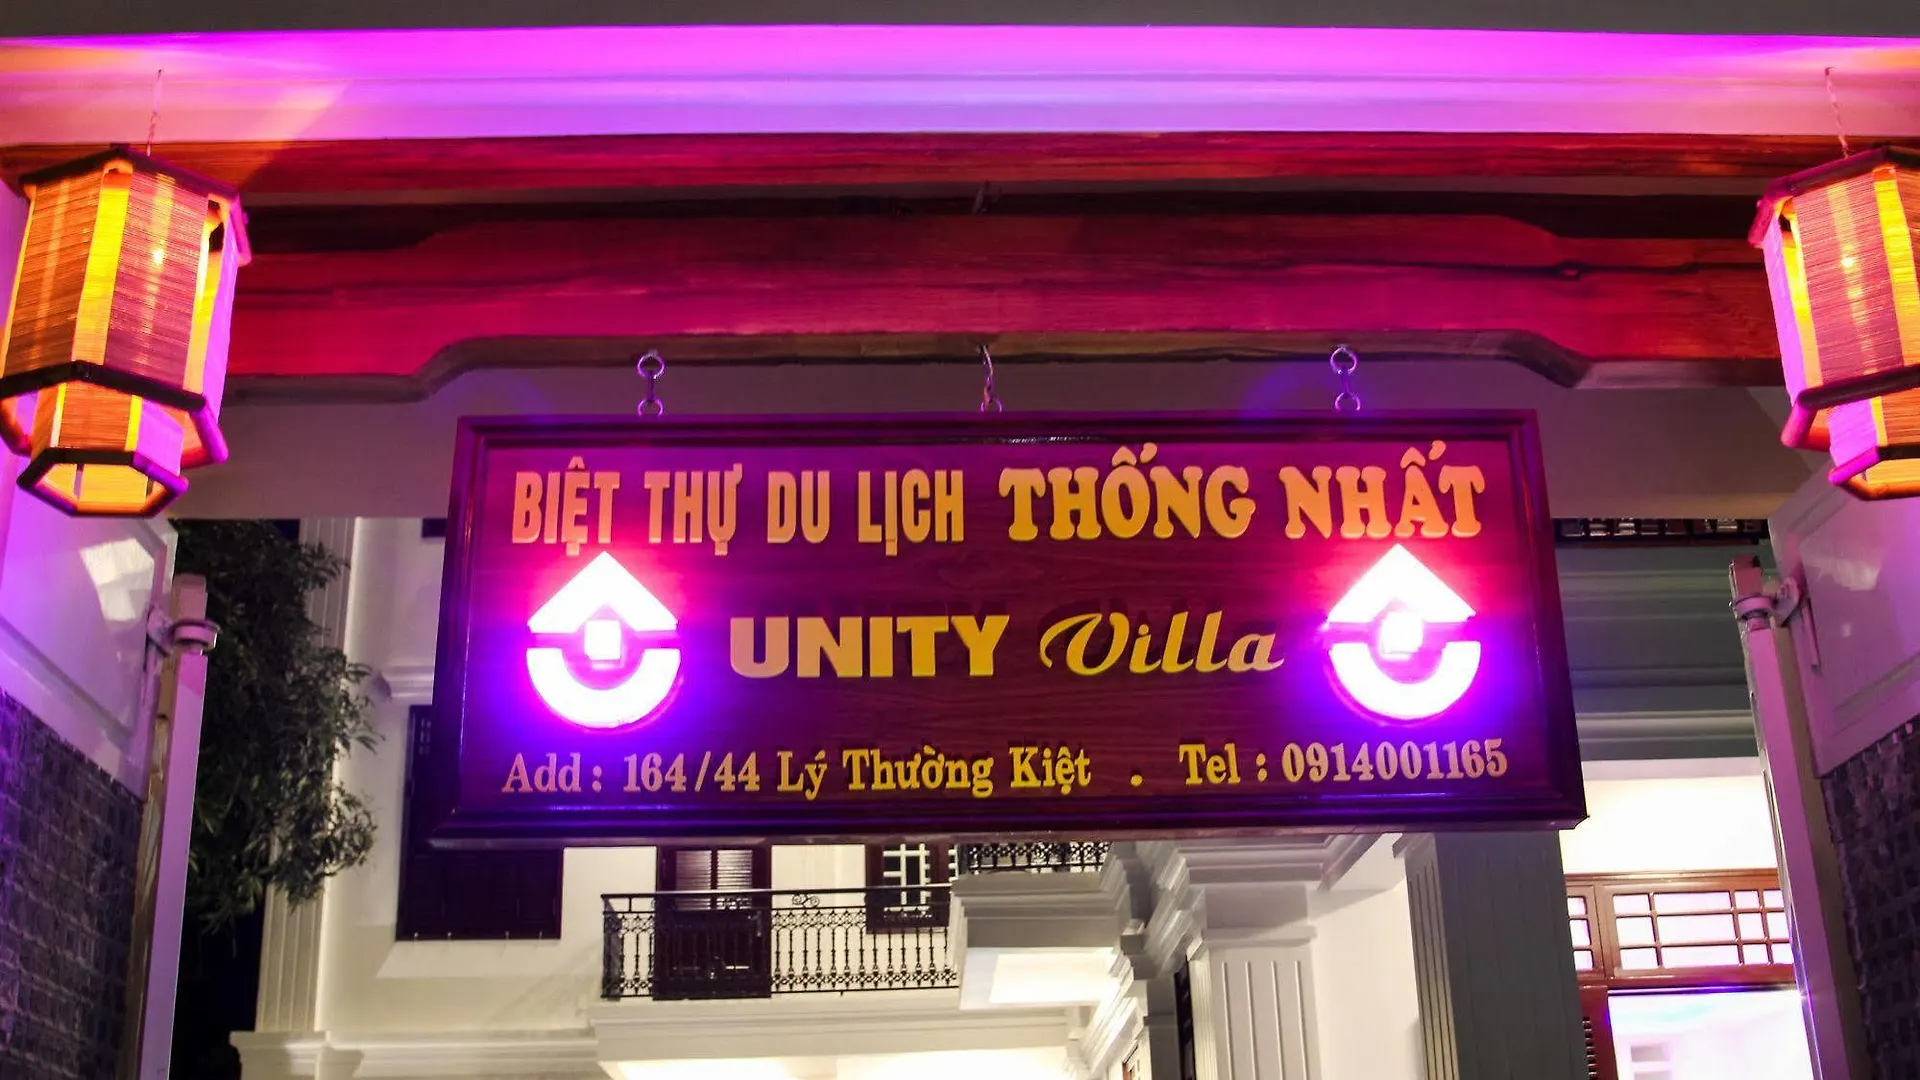 BIỆT THỰ DU LỊCH THỐNG NHẤT
UNITY Villa
Add : 164/44 Lý Thường Kiệt . Tel : 0914001165